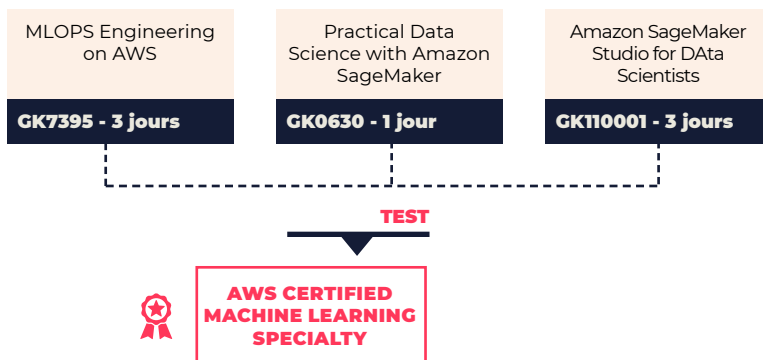 MLOPS Engineering
on AWS
GK7395 - 3 jours
Practical Data
Science with Amazon
SageMaker
GK0630 - 1 jour
Amazon SageMaker
Studio for DAta
Scientists
GK110001 - 3 jours
TEST
AWS CERTIFIED
MACHINE LEARNING
SPECIALTY